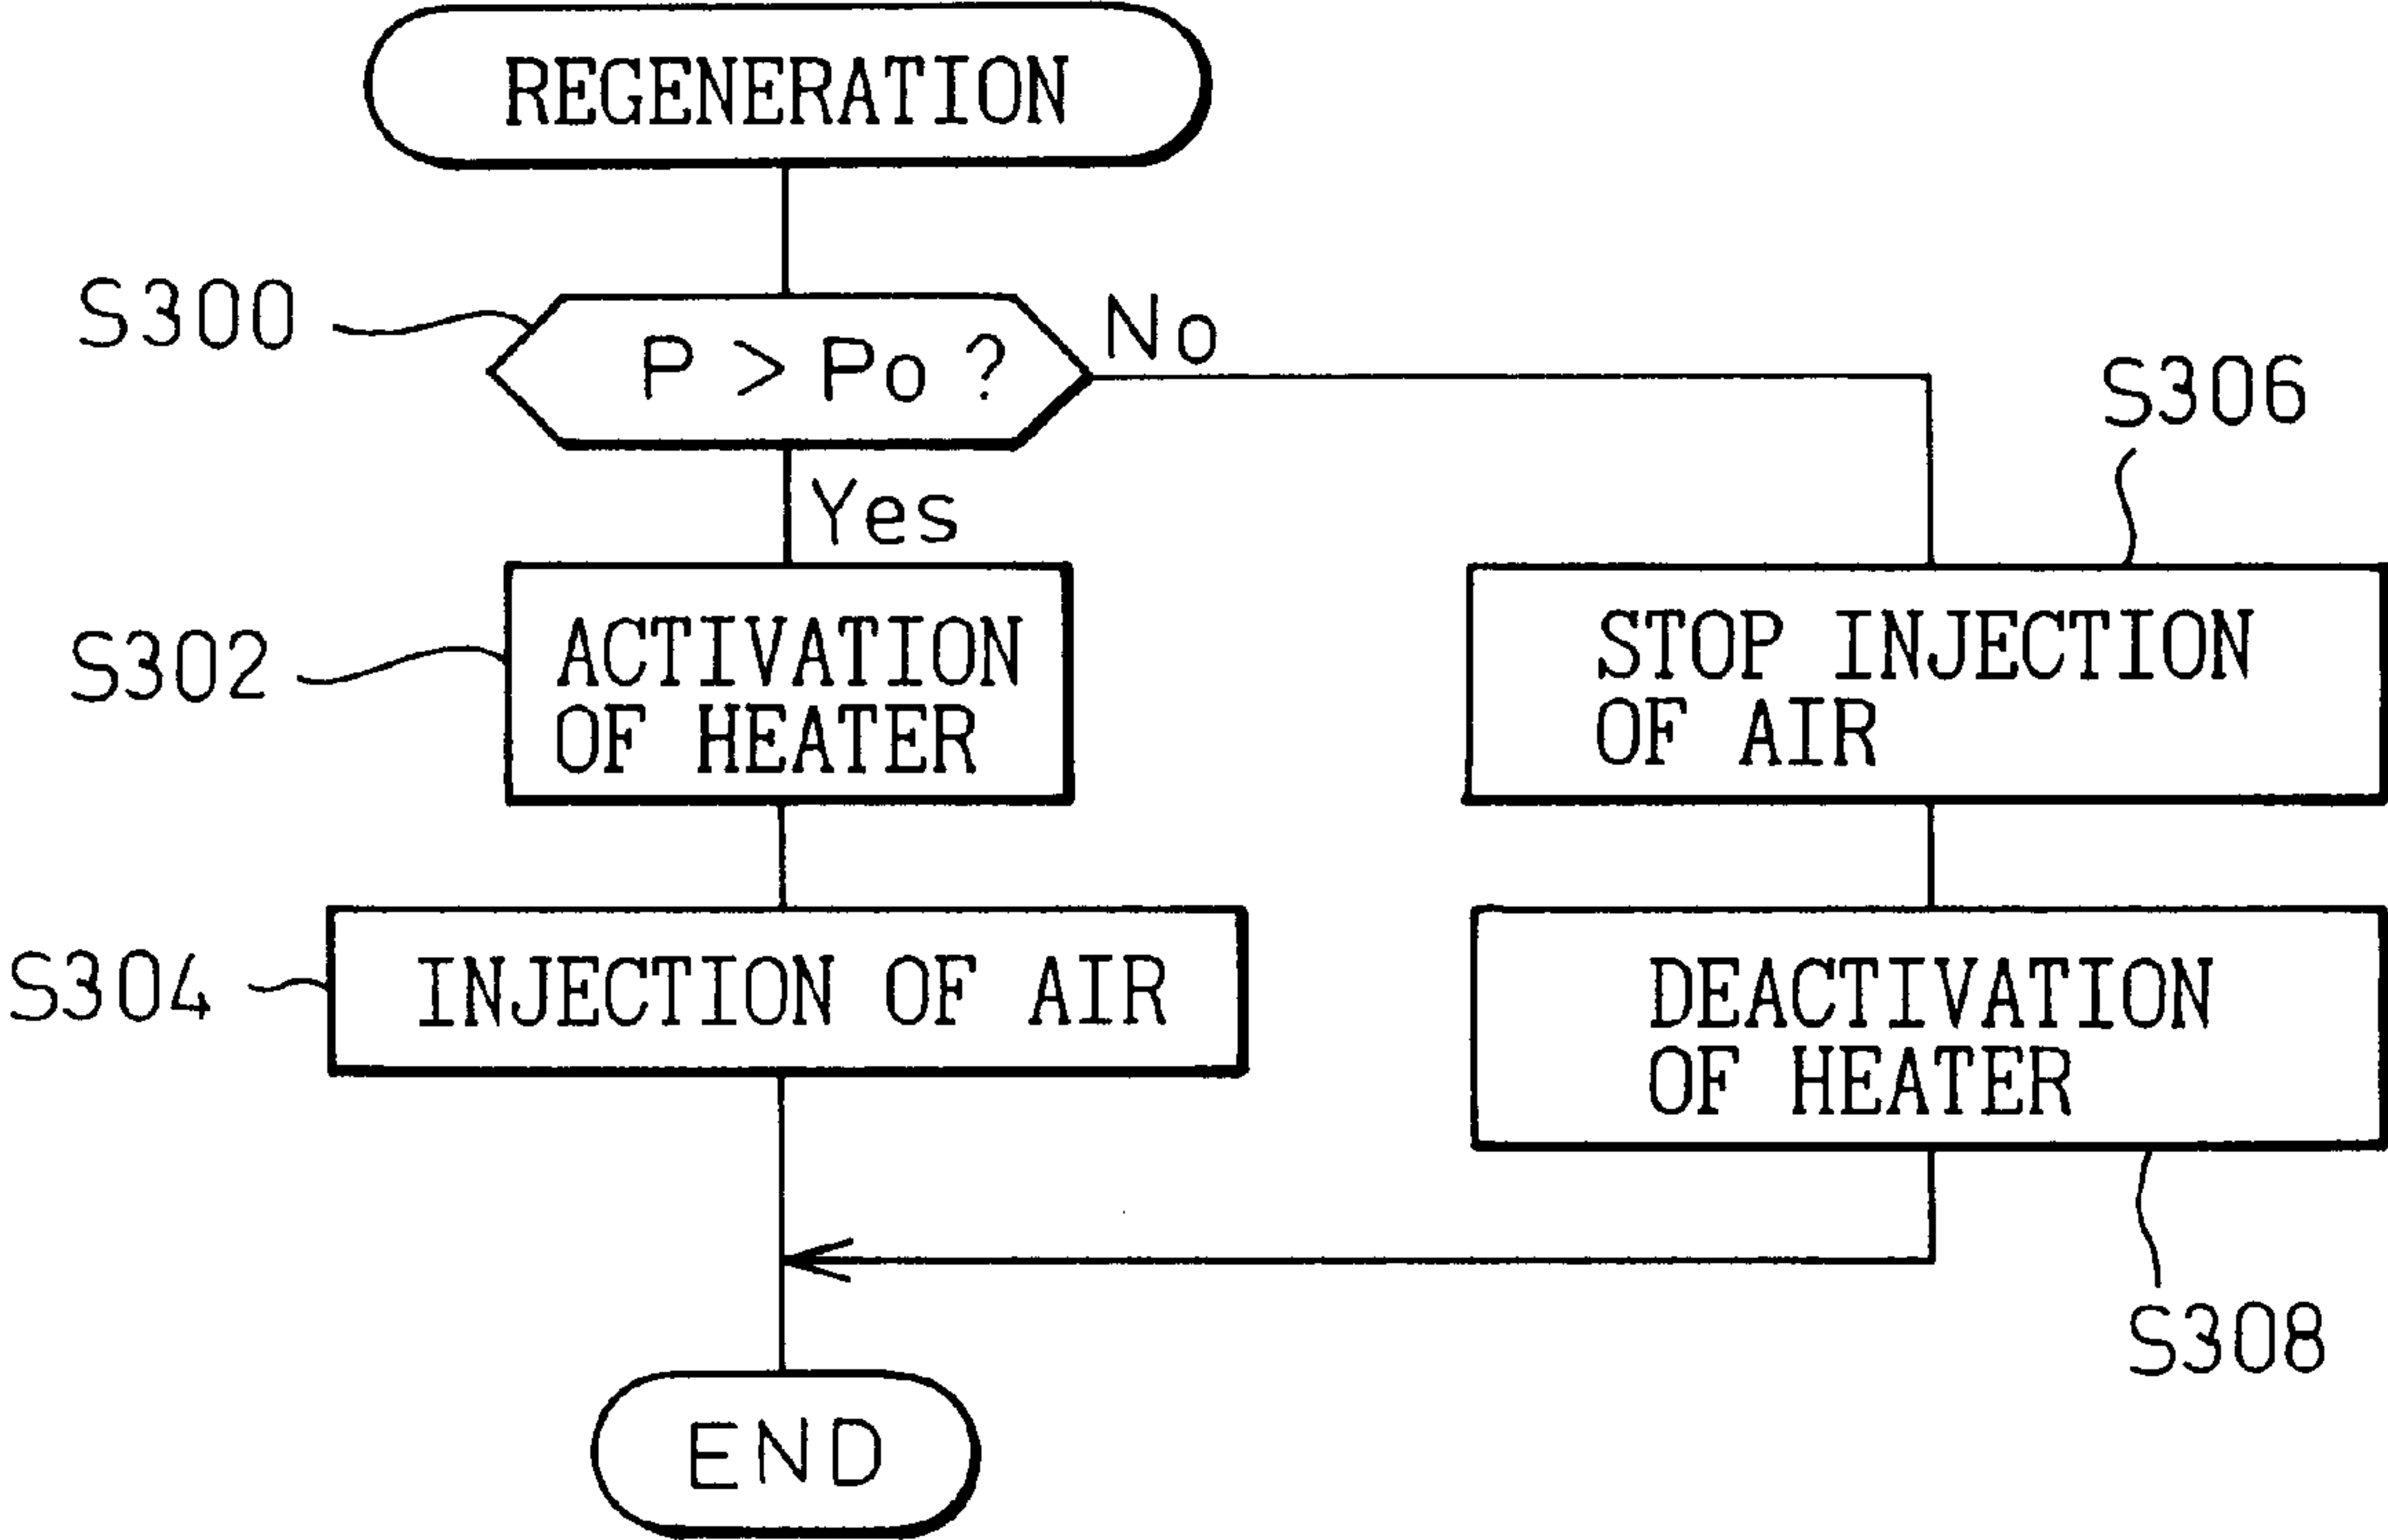 REGENERATION
S300
P > Po ?
No
S306
Yes
S302
ACTIVATION
OF HEATER
STOP INJECTION
OF AIR
S304
INJECTION OF AIR
DEACTIVATION
OF HEATER
S308
END